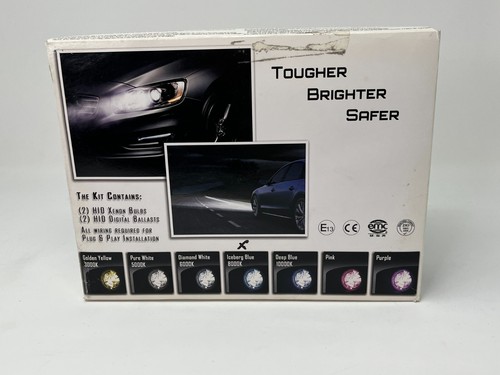 TOUGHER
BRIGHTER
SAFER
THE KIT CONTAINS:
(2) HID XENON BULBS
(2) HID DIGITAL BALLASTS
ALL WIRING REQUIRED FOR
PLUG & PLAY INSTALLATION
E13 CE emc
X
Golden Yellow
3000K
Pure White
5000K
Diamond White
6000K
Iceberg Blue
8000K
Deep Blue
10000K
Pink
Purple